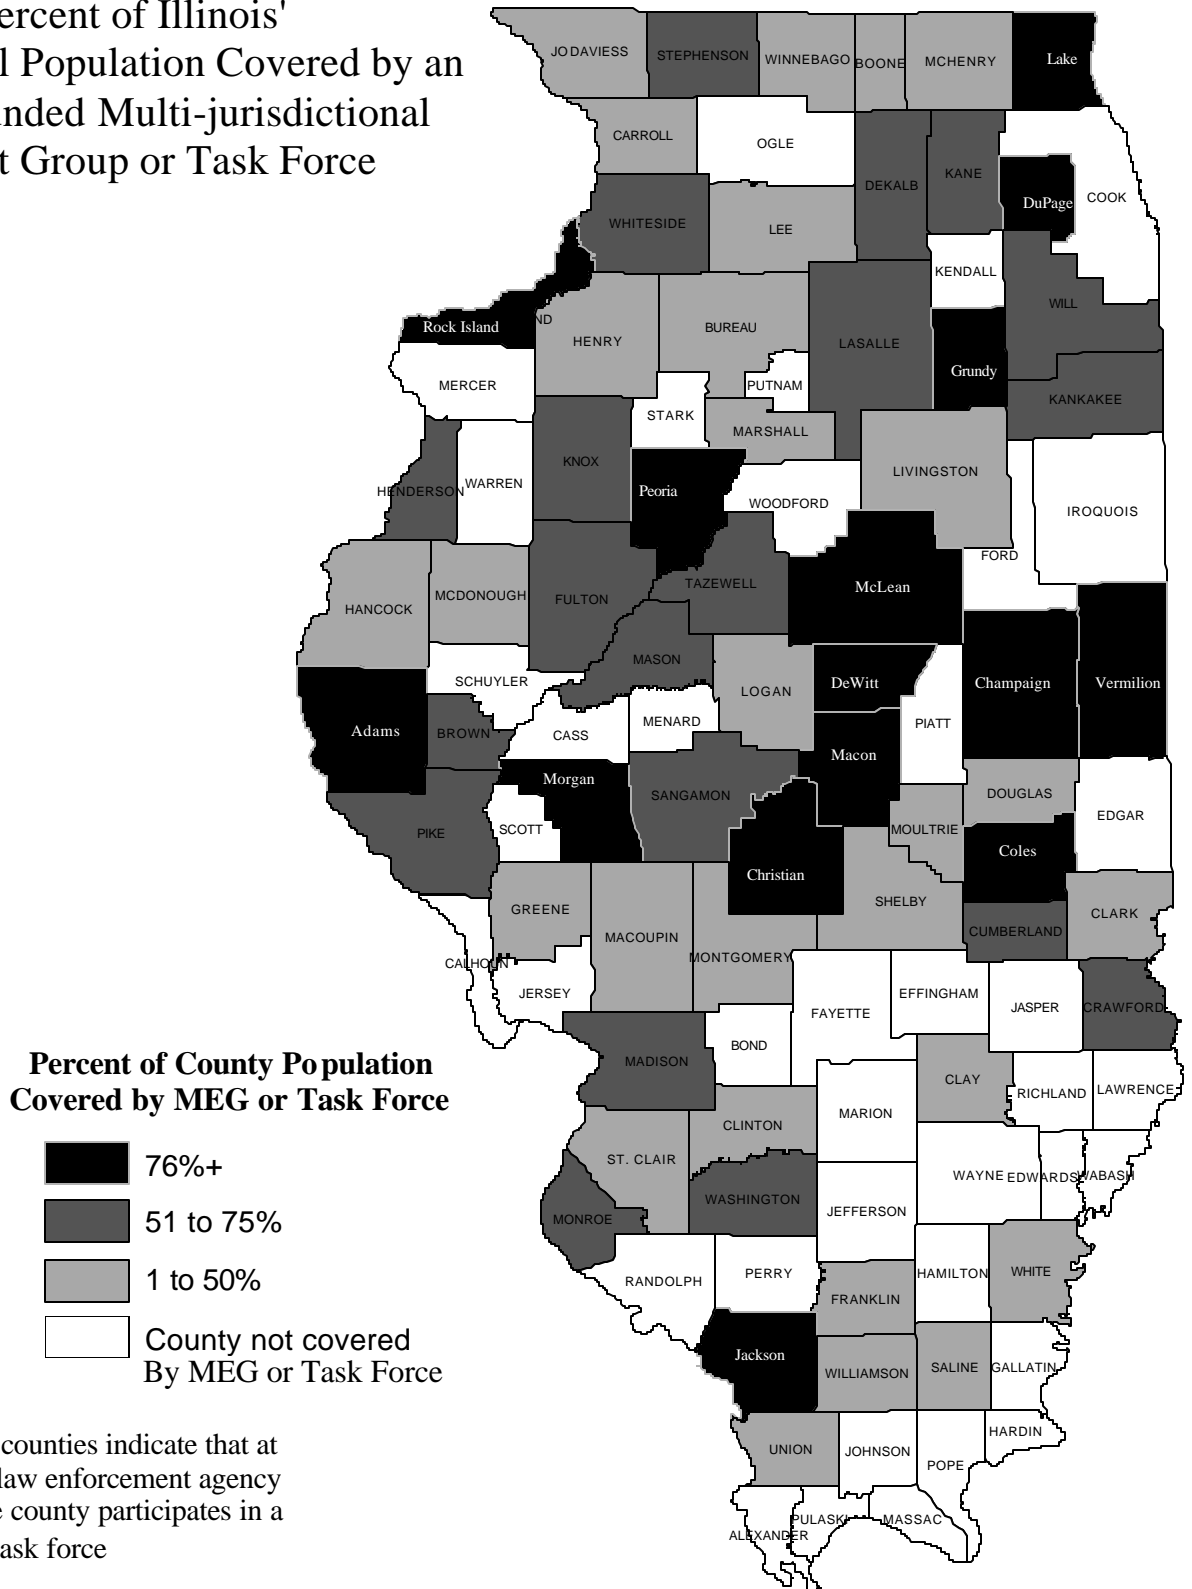 ercent of Illinois'
l Population Covered by an
nded Multi-jurisdictional
t Group or Task Force
JO DAVIESS
STEPHENSON
WINNEBAGO
BOONE
MCHENRY
Lake
CARROLL
OGLE
DEKALB
KANE
DuPage
COOK
WHITESIDE
LEE
KENDALL
WILL
Rock Island
ND
HENRY
BUREAU
LASALLE
Grundy
MERCER
PUTNAM
KANKAKEE
STARK
MARSHALL
KNOX
LIVINGSTON
HENDERSON
WARREN
Peoria
WOODFORD
IROQUOIS
FORD
HANCOCK
MCDONOUGH
FULTON
TAZEWELL
McLean
MASON
SCHUYLER
LOGAN
DeWitt
Champaign
Vermilion
Adams
BROWN
CASS
MENARD
PIATT
Macon
Morgan
SANGAMON
DOUGLAS
PIKE
SCOTT
MOULTRIE
EDGAR
Christian
Coles
GREENE
SHELBY
CLARK
MACOUPIN
CUMBERLAND
CALHOUN
MONTGOMERY
JERSEY
FAYETTE
EFFINGHAM
JASPER
CRAWFORD
BOND
MADISON
CLAY
RICHLAND
LAWRENCE
MARION
CLINTON
ST. CLAIR
WAYNE
EDWARDS
WABASH
WASHINGTON
MONROE
JEFFERSON
RANDOLPH
PERRY
HAMILTON
WHITE
FRANKLIN
Jackson
WILLIAMSON
SALINE
GALLATIN
UNION
JOHNSON
POPE
HARDIN
ALEXANDER
PULASKI
MASSAC
Percent of County Population
Covered by MEG or Task Force
76%+
51 to 75%
1 to 50%
County not covered
By MEG or Task Force
counties indicate that at
law enforcement agency
e county participates in a
ask force